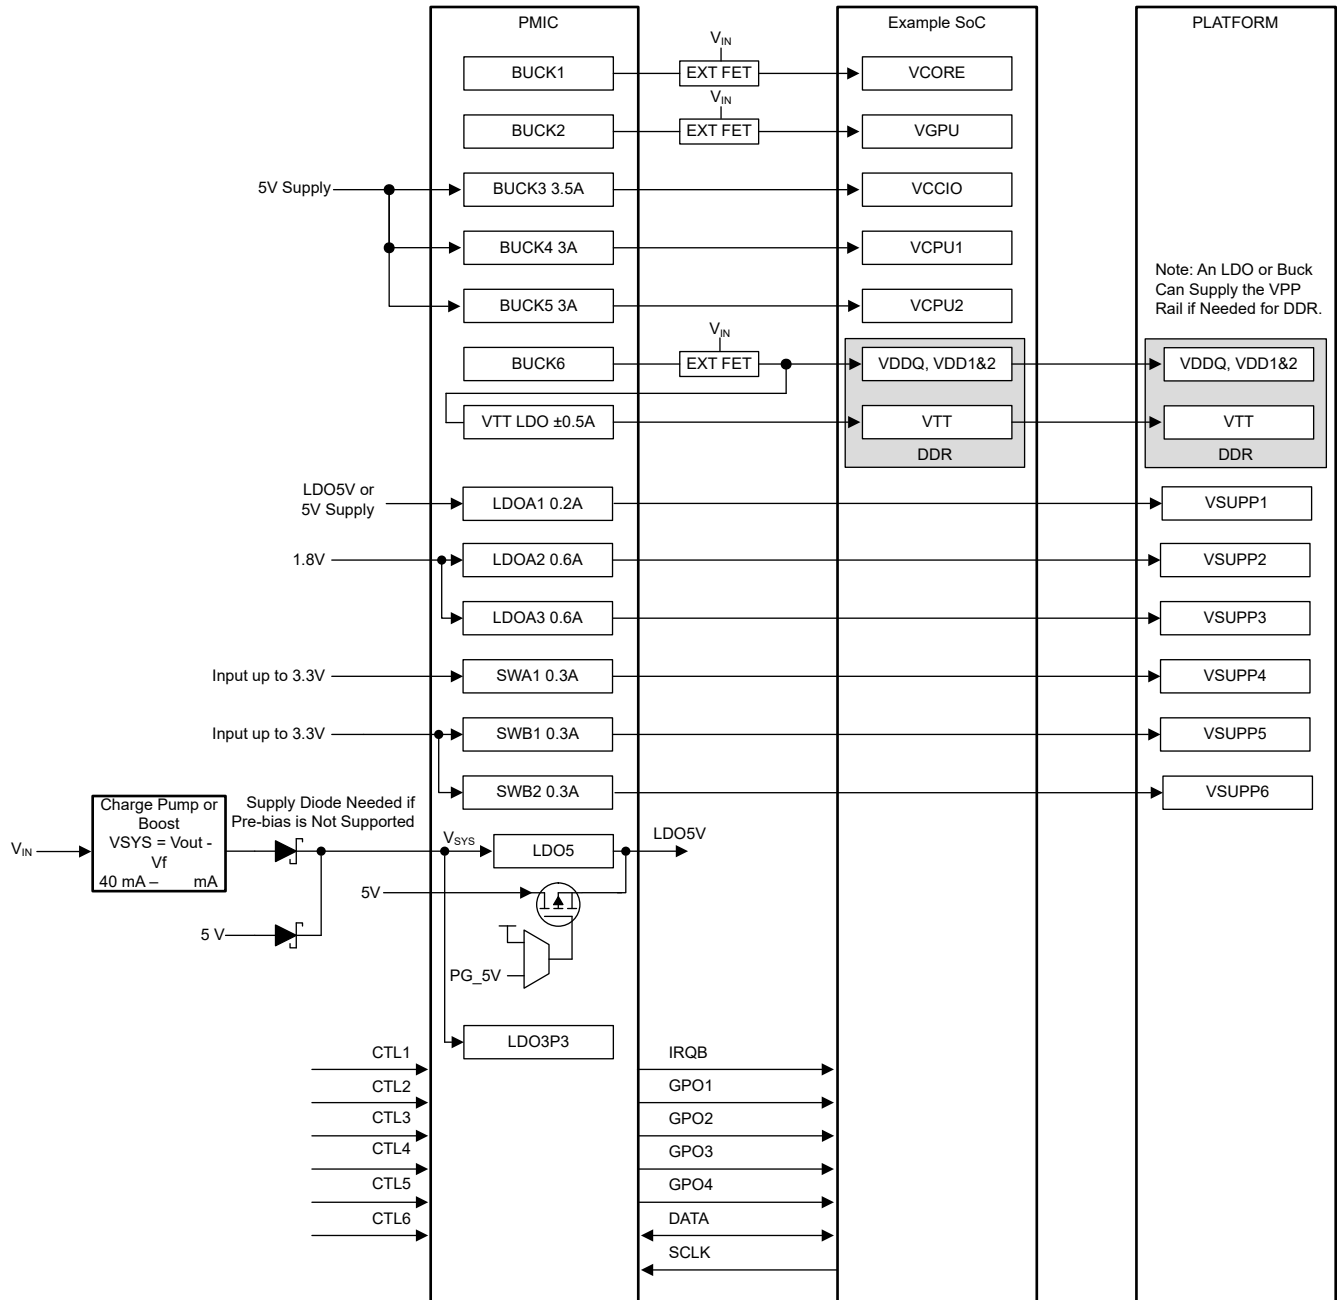 PMIC
Example SoC
PLATFORM
VIN
BUCK1
EXT FET
VCORE
VIN
BUCK2
EXT FET
VGPU
5V Supply
BUCK3 3.5A
VCCIO
BUCK4 3A
VCPU1
Note: An LDO or Buck
Can Supply the VPP
Rail if Needed for DDR.
BUCK5 3A
VCPU2
VIN
BUCK6
EXT FET
VDDQ, VDD1&2
VDDQ, VDD1&2
VTT LDO ±0.5A
VTT
VTT
DDR
DDR
LDO5V or
5V Supply
LDOA1 0.2A
VSUPP1
1.8V
LDOA2 0.6A
VSUPP2
LDOA3 0.6A
VSUPP3
Input up to 3.3V
SWA1 0.3A
VSUPP4
Input up to 3.3V
SWB1 0.3A
VSUPP5
SWB2 0.3A
VSUPP6
Charge Pump or
Boost
VSYS = Vout -
Vf
40 mA – mA
Supply Diode Needed if
Pre-bias is Not Supported
VIN
VSYS
LDO5
LDO5V
5V
5 V
PG_5V
LDO3P3
CTL1
IRQB
CTL2
GPO1
CTL3
GPO2
CTL4
GPO3
CTL5
GPO4
CTL6
DATA
SCLK